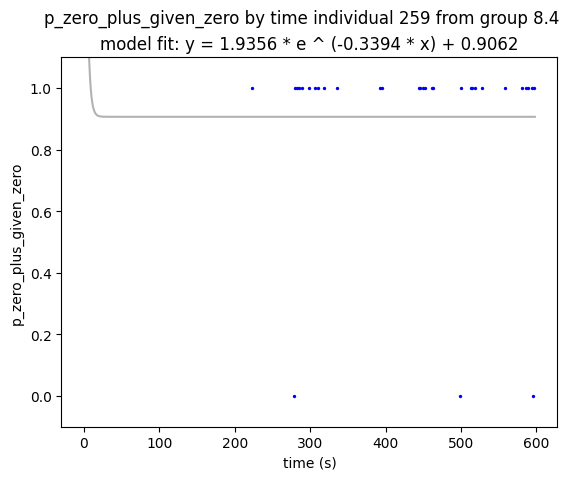 p_zero_plus_given_zero by time individual 259 from group 8.4
model fit: y = 1.9356 * e ^ (-0.3394 * x) + 0.9062
1.0
0.8
0.6
0.4
0.2
0.0
p_zero_plus_given_zero
0 100 200 300 400 500 600
time (s)